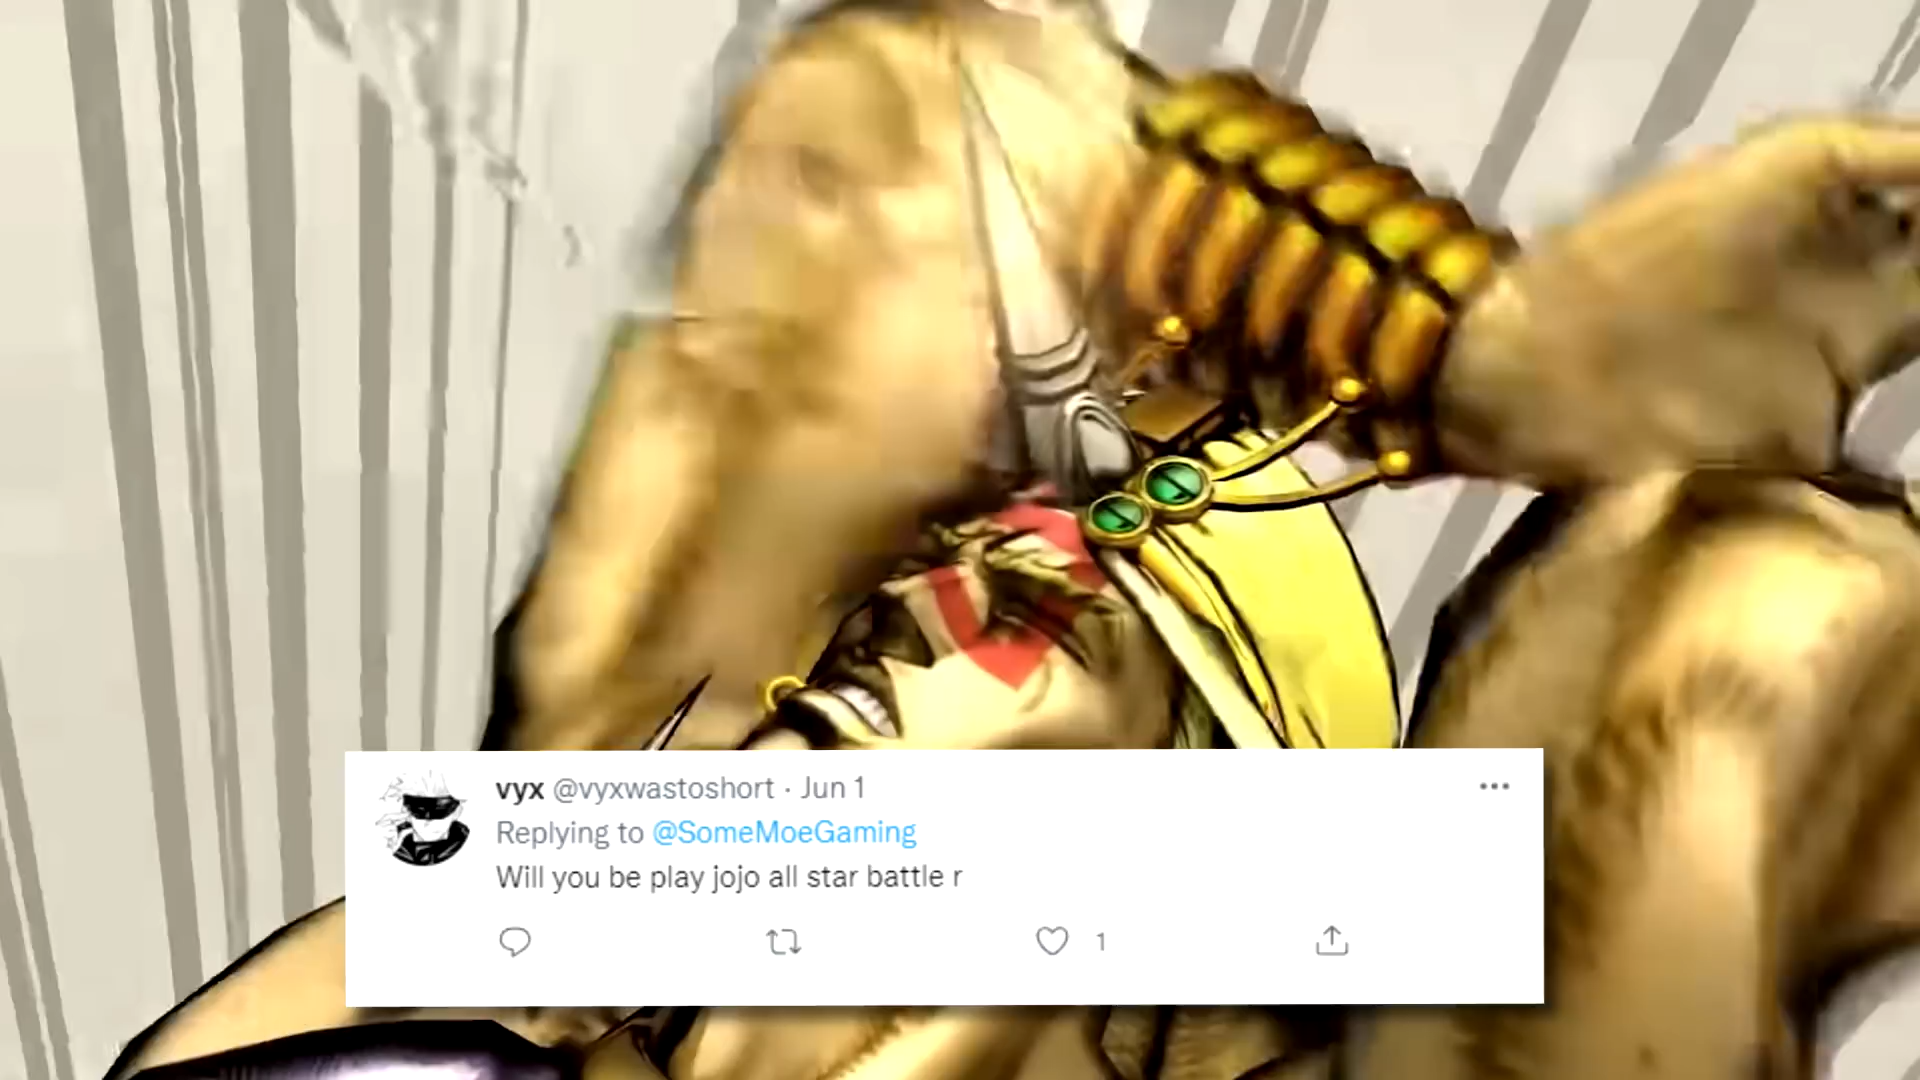 vyx @vyxwastoshort · Jun 1
Replying to @SomeMoeGaming
Will you be play jojo all star battle r
1